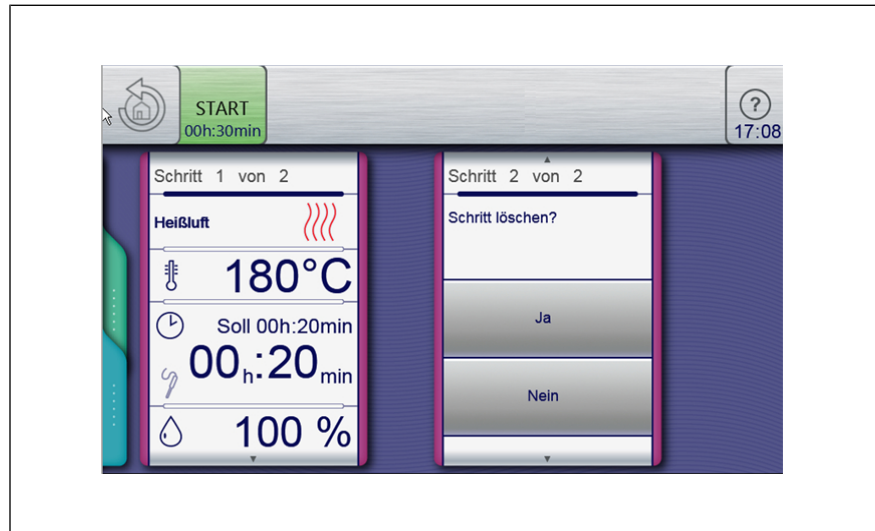 START
00h:30min
?
17:08
Schritt 1 von 2
Heißluft
180°C
Soll 00h:20min
00h:20min
100 %
Schritt 2 von 2
Schritt löschen?
Ja
Nein